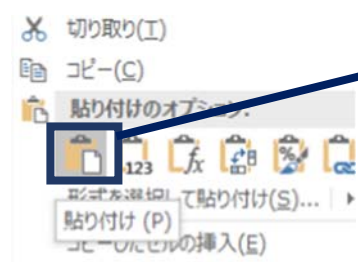 切り取り(T)
コピー(C)
貼り付けのオプション:
123 fx %
形式を選択して貼り付け(S)...
貼り付け (P)
コピーしたセルの挿入(E)